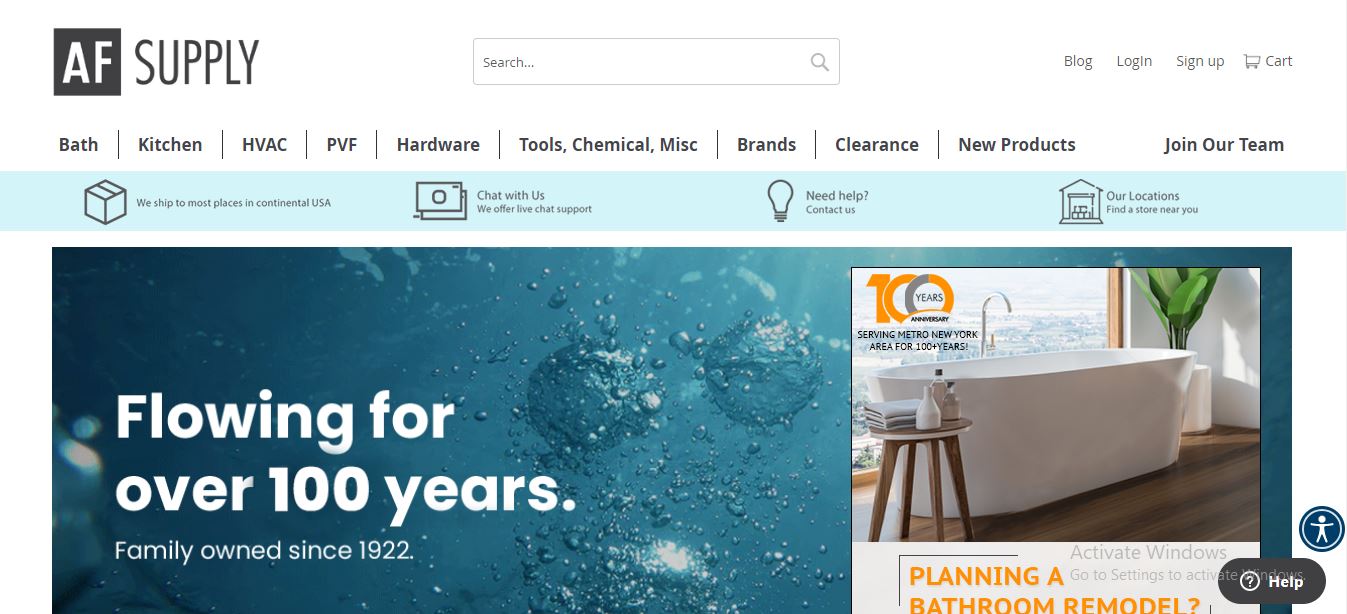 AF SUPPLY
Search...
Blog LogIn Sign up Cart
Bath Kitchen HVAC PVF Hardware Tools, Chemical, Misc Brands Clearance New Products Join Our Team
We ship to most places in continental USA
Chat with Us
We offer live chat support
Need help?
Contact us
Our Locations
Find a store near you
Flowing for
over 100 years.
Family owned since 1922.
100 YEARS
ANNIVERSARY
SERVING METRO NEW YORK
AREA FOR 100+YEARS!
PLANNING A
BATHROOM REMODEL?
Activate Windows
Go to Settings to activate Windows.
Help